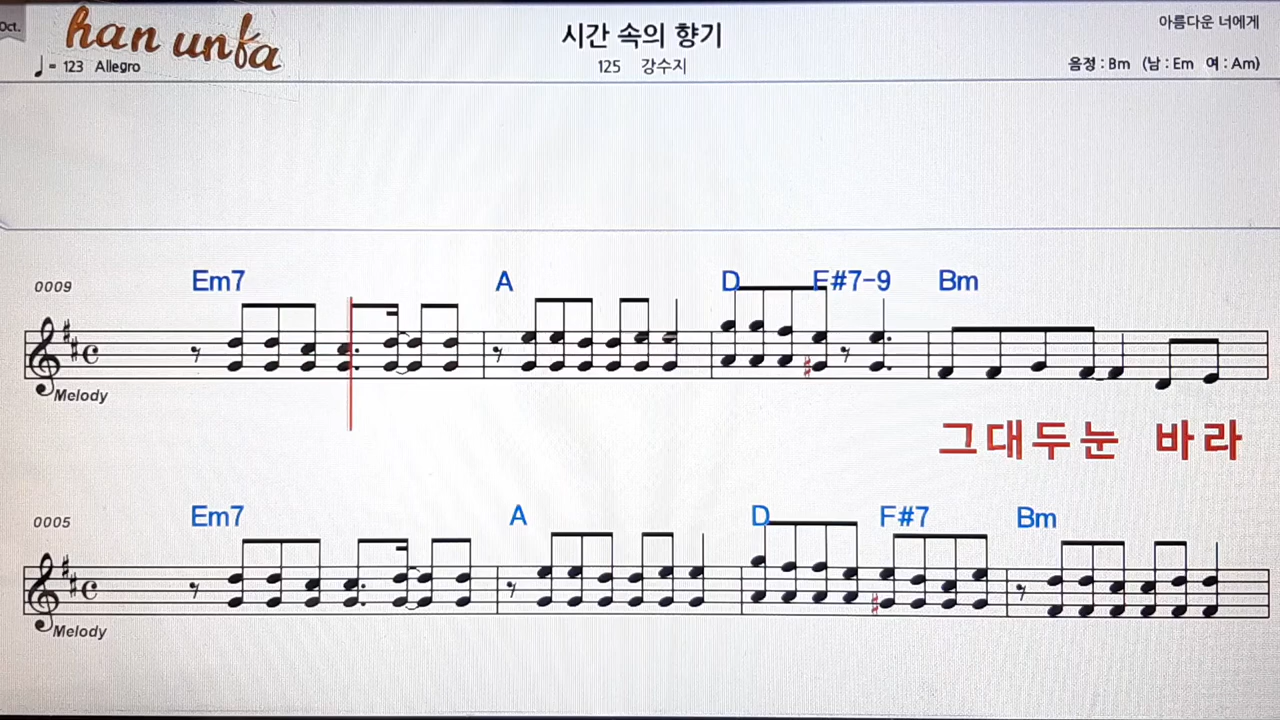 Oct.
han unfa
시간 속의 향기
아름다운 너에게
♩= 123 Allegro
125 강수지
음정 : Bm (남 : Em 여 : Am)
0009 Em7 A D F#7-9 Bm
Melody
그대두눈 바라
0005 Em7 A D F#7 Bm
Melody